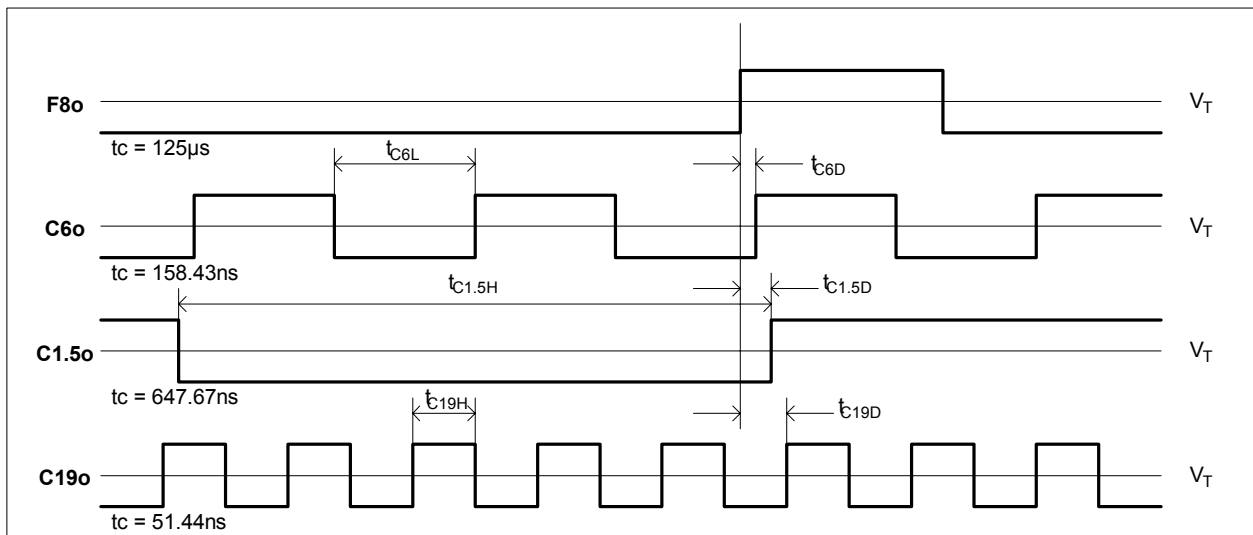 F8o
V_T
tc = 125µs
t_C6L
t_C6D
C6o
V_T
tc = 158.43ns
t_C1.5H
t_C1.5D
C1.5o
V_T
tc = 647.67ns
t_C19H
t_C19D
C19o
V_T
tc = 51.44ns